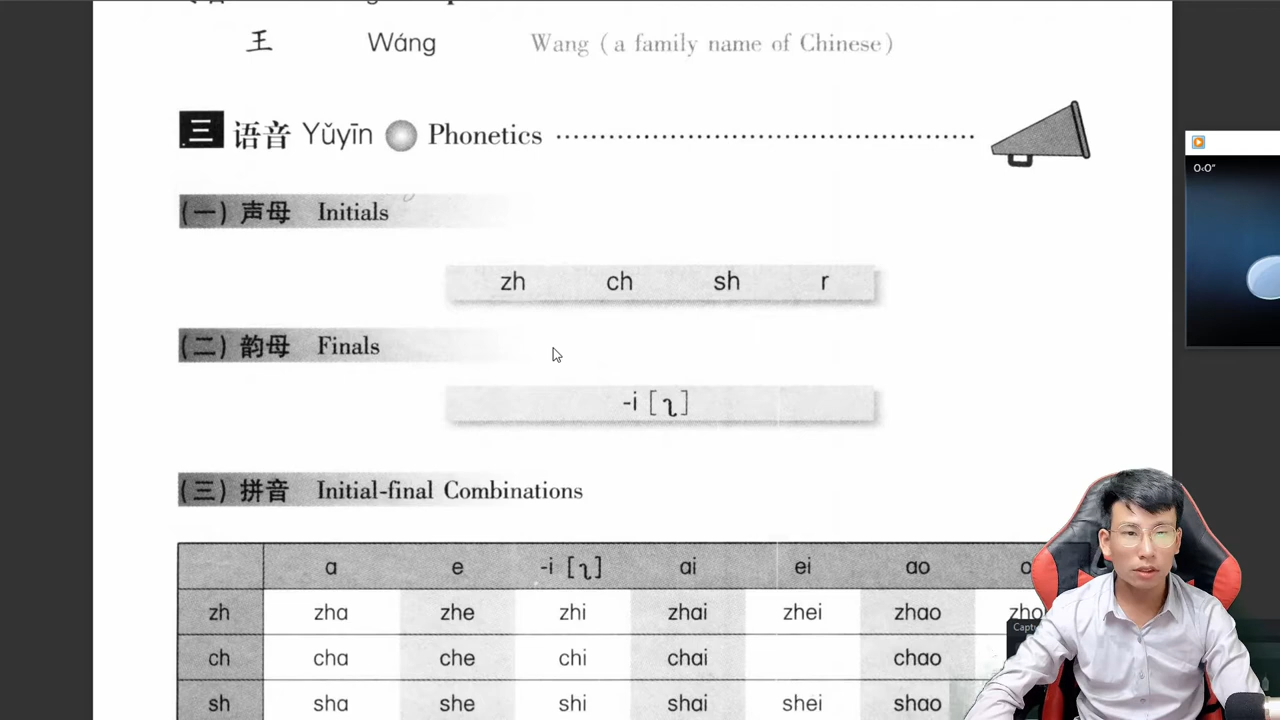 王 Wáng Wang (a family name of Chinese)
三 语音 Yǔyīn Phonetics
(一) 声母 Initials
zh ch sh r
(二) 韵母 Finals
-i [ʅ]
(三) 拼音 Initial-final Combinations
a e -i [ʅ] ai ei ao
zh zha zhe zhi zhai zhei zhao
ch cha che chi chai chao
sh sha she shi shai shei shao